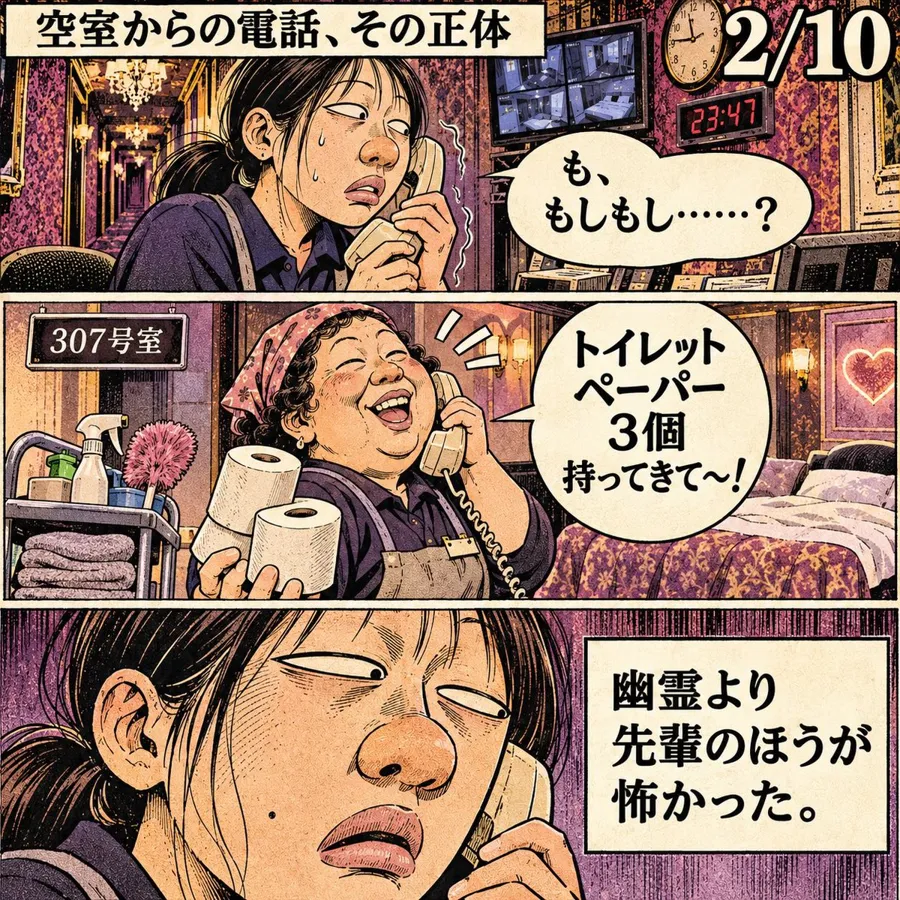 空室からの電話、その正体
2/10
23:47
も、
もしもし……？
307号室
トイレット
ペーパー
3個
持ってきて〜！
幽霊より
先輩のほうが
怖かった。